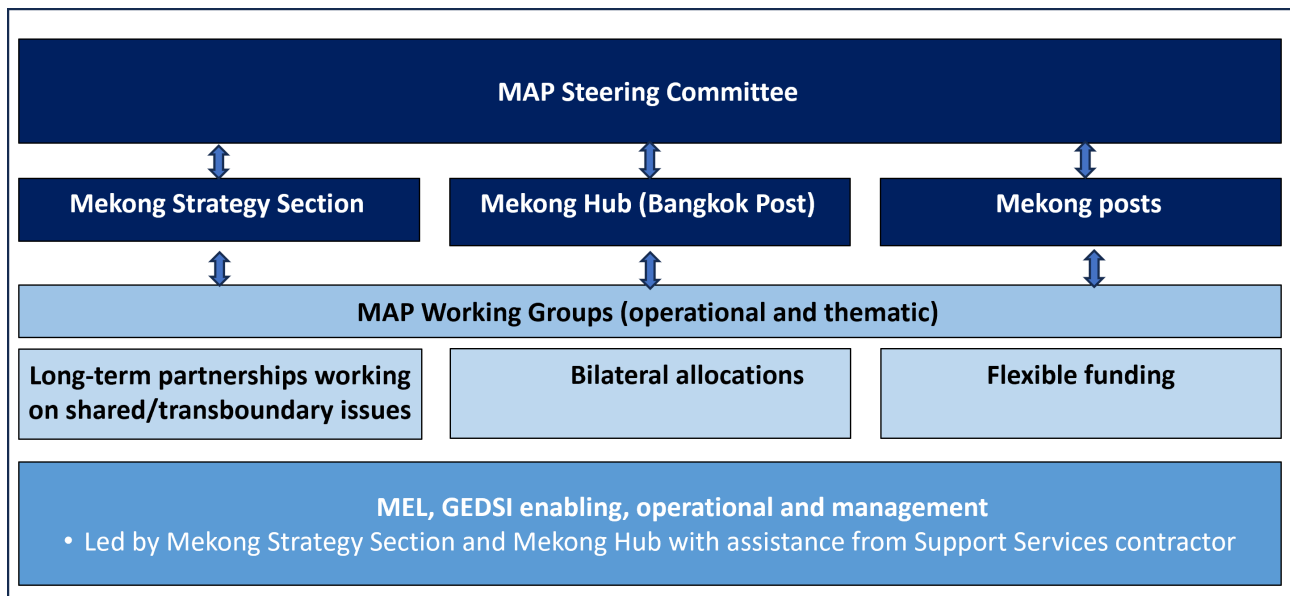 MAP Steering Committee
Mekong Strategy Section
Mekong Hub (Bangkok Post)
Mekong posts
MAP Working Groups (operational and thematic)
Long-term partnerships working
on shared/transboundary issues
Bilateral allocations
Flexible funding
MEL, GEDSI enabling, operational and management
• Led by Mekong Strategy Section and Mekong Hub with assistance from Support Services contractor